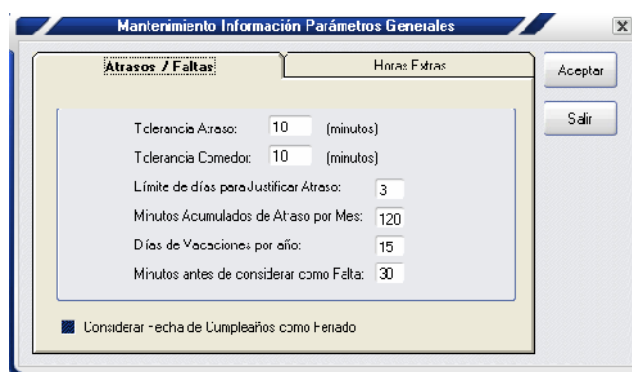 Mantenimiento Información Parámetros Generales
X
Atrasos / Faltas
Horas Extras
Aceptar
Tolerancia Atraso: 10 (minutos)
Salir
Tolerancia Comedor: 10 (minutos)
Límite de días para Justificar Atraso: 3
Minutos Acumulados de Atraso por Mes: 120
Días de Vacaciones por año: 15
Minutos antes de considerar como Falta: 30
Considerar Fecha de Cumpleaños como Feriado